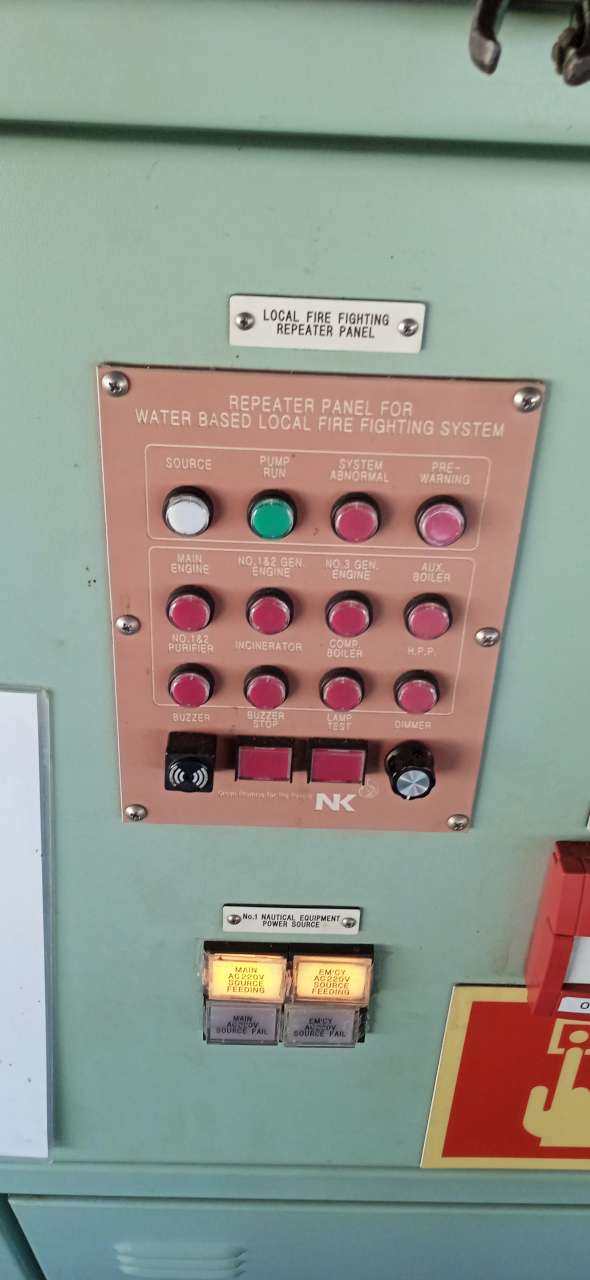 LOCAL FIRE FIGHTING
REPEATER PANEL
REPEATER PANEL FOR
WATER BASED LOCAL FIRE FIGHTING SYSTEM
SOURCE
PUMP
RUN
SYSTEM
ABNORMAL
PRE-
WARNING
MAIN
ENGINE
NO.1&2 GEN.
ENGINE
NO.3 GEN.
ENGINE
AUX.
BOILER
NO.1&2
PURIFIER
INCINERATOR
COMP.
BOILER
H.P.P.
BUZZER
BUZZER
STOP
LAMP
TEST
DIMMER
NK
No.1 NAUTICAL EQUIPMENT
POWER SOURCE
MAIN
AC220V
SOURCE
FEEDING
EM'CY
AC220V
SOURCE
FEEDING
MAIN
AC220V
SOURCE FAIL
EM'CY
AC220V
SOURCE FAIL